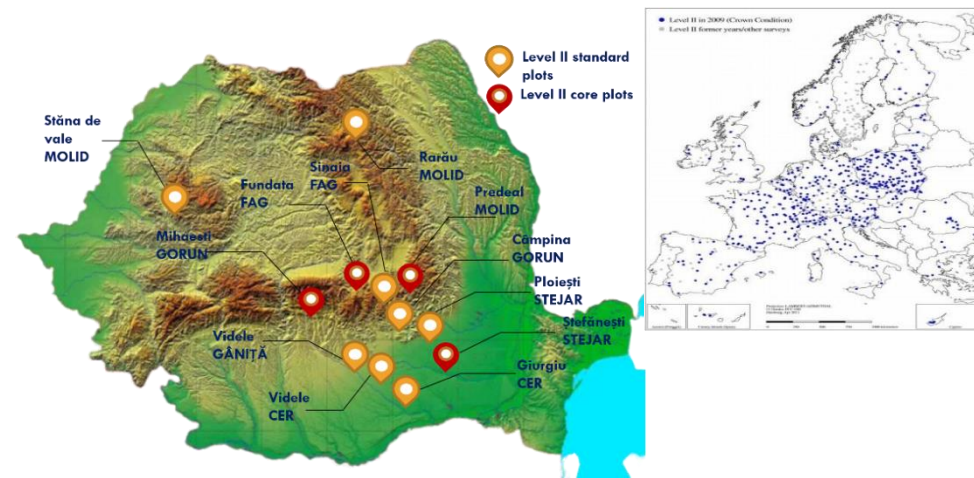 Level II standard
plots
Level II core plots
Stăna de
vale
MOLID
Sinaia
FAG
Rarău
MOLID
Fundata
FAG
Predeal
MOLID
Mihaesti
GORUN
Câmpina
GORUN
Ploiești
STEJAR
Videle
GÂNIȚĂ
Ștefănești
STEJAR
Giurgiu
CER
Videle
CER
Level II in 2009 (Crown Condition)
Level II former years/other surveys